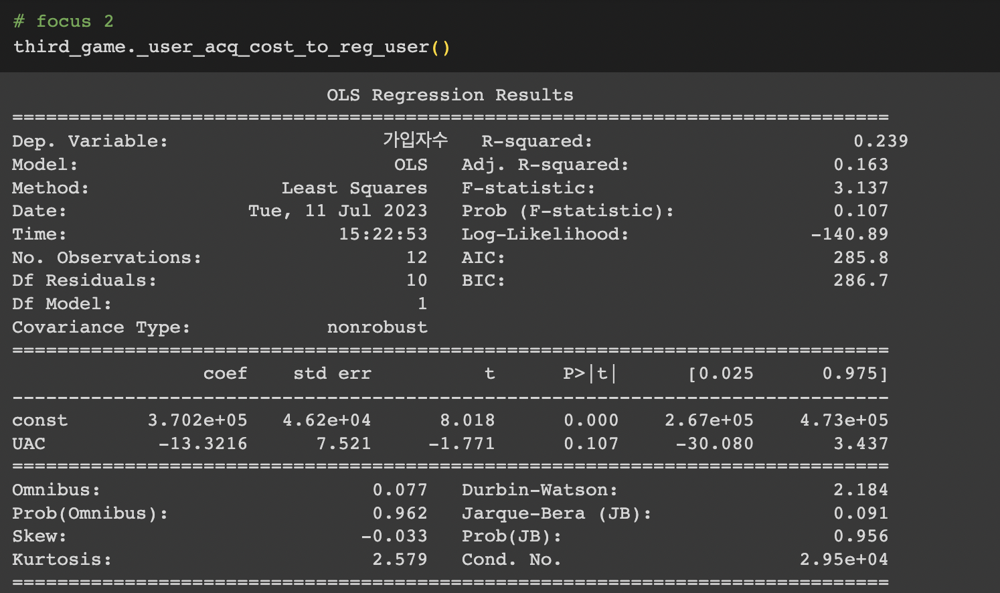 # focus 2
third_game._user_acq_cost_to_reg_user()
OLS Regression Results
==============================================================================
Dep. Variable: 가입자수 R-squared: 0.239
Model: OLS Adj. R-squared: 0.163
Method: Least Squares F-statistic: 3.137
Date: Tue, 11 Jul 2023 Prob (F-statistic): 0.107
Time: 15:22:53 Log-Likelihood: -140.89
No. Observations: 12 AIC: 285.8
Df Residuals: 10 BIC: 286.7
Df Model: 1
Covariance Type: nonrobust
==============================================================================
coef std err t P>|t| [0.025 0.975]
------------------------------------------------------------------------------
const 3.702e+05 4.62e+04 8.018 0.000 2.67e+05 4.73e+05
UAC -13.3216 7.521 -1.771 0.107 -30.080 3.437
==============================================================================
Omnibus: 0.077 Durbin-Watson: 2.184
Prob(Omnibus): 0.962 Jarque-Bera (JB): 0.091
Skew: -0.033 Prob(JB): 0.956
Kurtosis: 2.579 Cond. No. 2.95e+04
==============================================================================